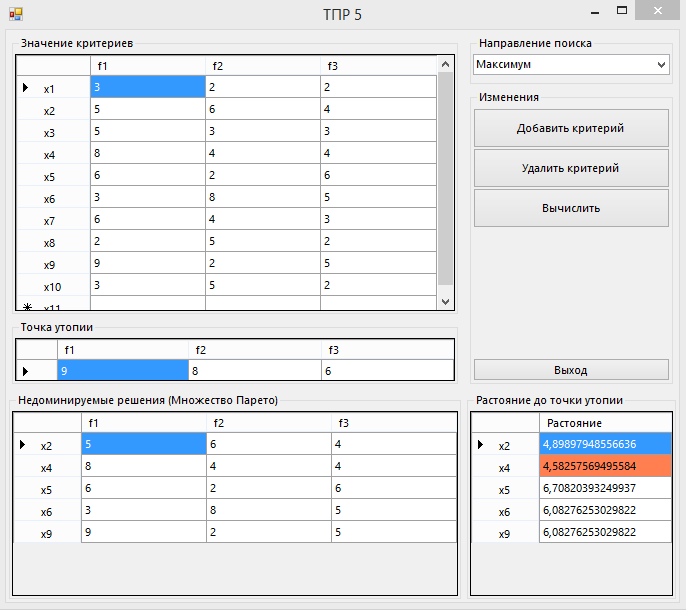 ТПР 5
Значение критериев
f1 f2 f3
x1 3 2 2
x2 5 6 4
x3 5 3 3
x4 8 4 4
x5 6 2 6
x6 3 8 5
x7 6 4 3
x8 2 5 2
x9 9 2 5
x10 3 5 2
x11
Направление поиска
Максимум
Изменения
Добавить критерий
Удалить критерий
Вычислить
Выход
Точка утопии
f1 f2 f3
9 8 6
Недоминируемые решения (Множество Парето)
f1 f2 f3
x2 5 6 4
x4 8 4 4
x5 6 2 6
x6 3 8 5
x9 9 2 5
Растояние до точки утопии
Растояние
x2 4,89897948556636
x4 4,58257569495584
x5 6,70820393249937
x6 6,08276253029822
x9 6,08276253029822